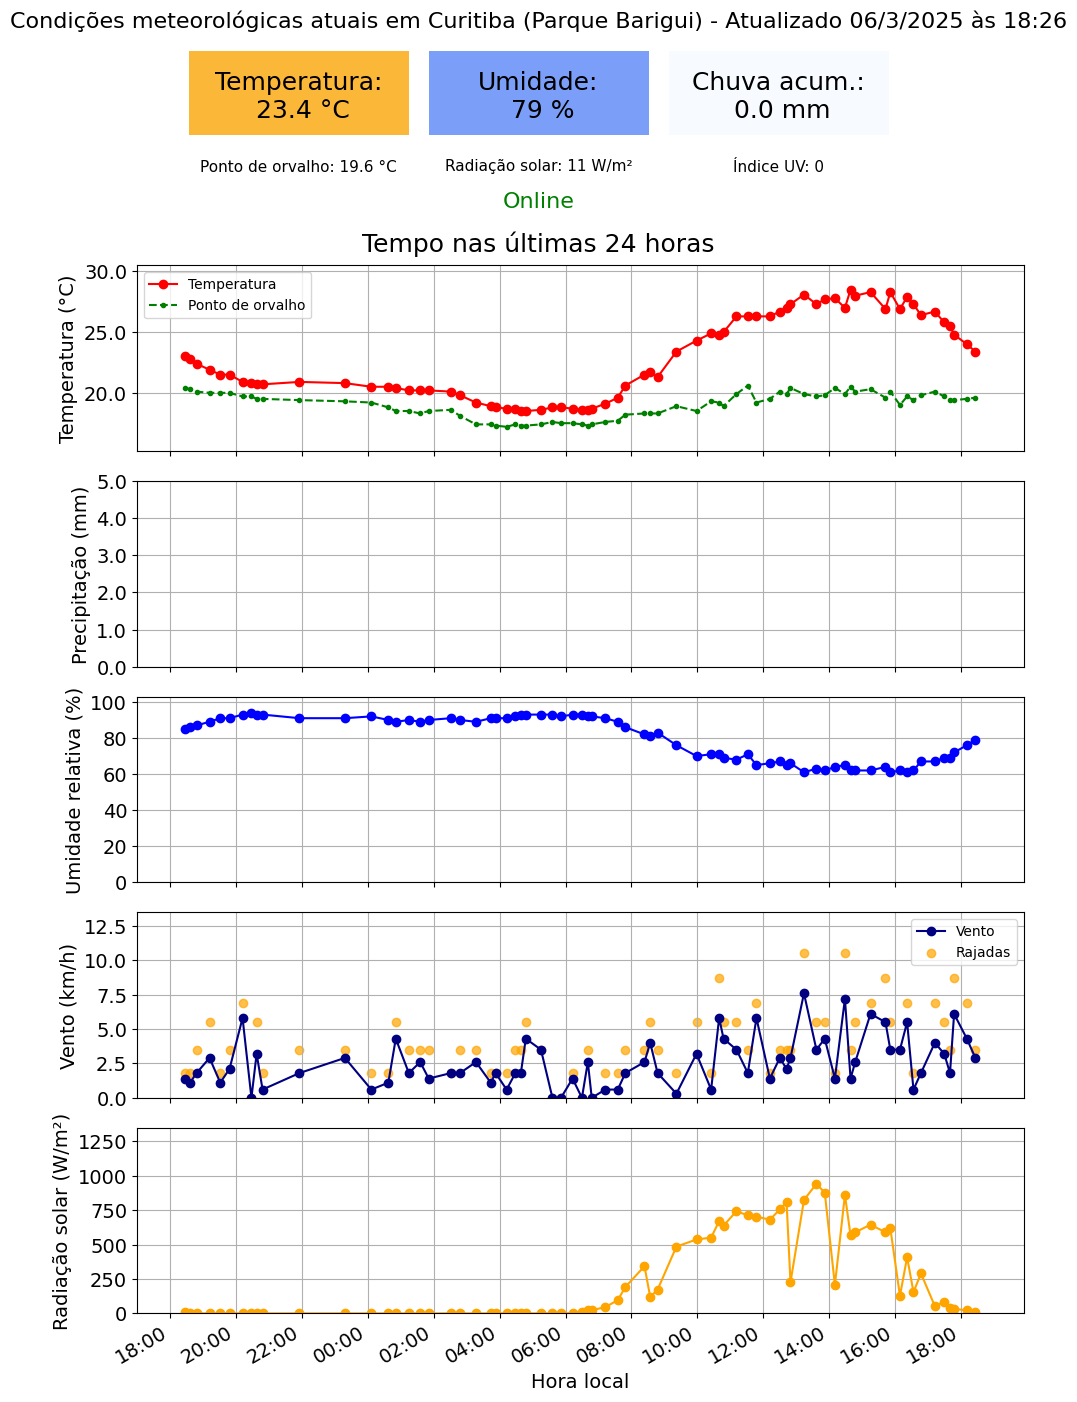 Condições meteorológicas atuais em Curitiba (Parque Barigui) - Atualizado 06/3/2025 às 18:26
Temperatura:
23.4 °C
Umidade:
79 %
Chuva acum.:
0.0 mm
Ponto de orvalho: 19.6 °C
Radiação solar: 11 W/m²
Índice UV: 0
Online
Tempo nas últimas 24 horas
Temperatura (°C)
30.0
25.0
20.0
Temperatura
Ponto de orvalho
Precipitação (mm)
5.0
4.0
3.0
2.0
1.0
0.0
Umidade relativa (%)
100
80
60
40
20
0
Vento (km/h)
12.5
10.0
7.5
5.0
2.5
0.0
Vento
Rajadas
Radiação solar (W/m²)
1250
1000
750
500
250
0
18:00 20:00 22:00 00:00 02:00 04:00 06:00 08:00 10:00 12:00 14:00 16:00 18:00
Hora local